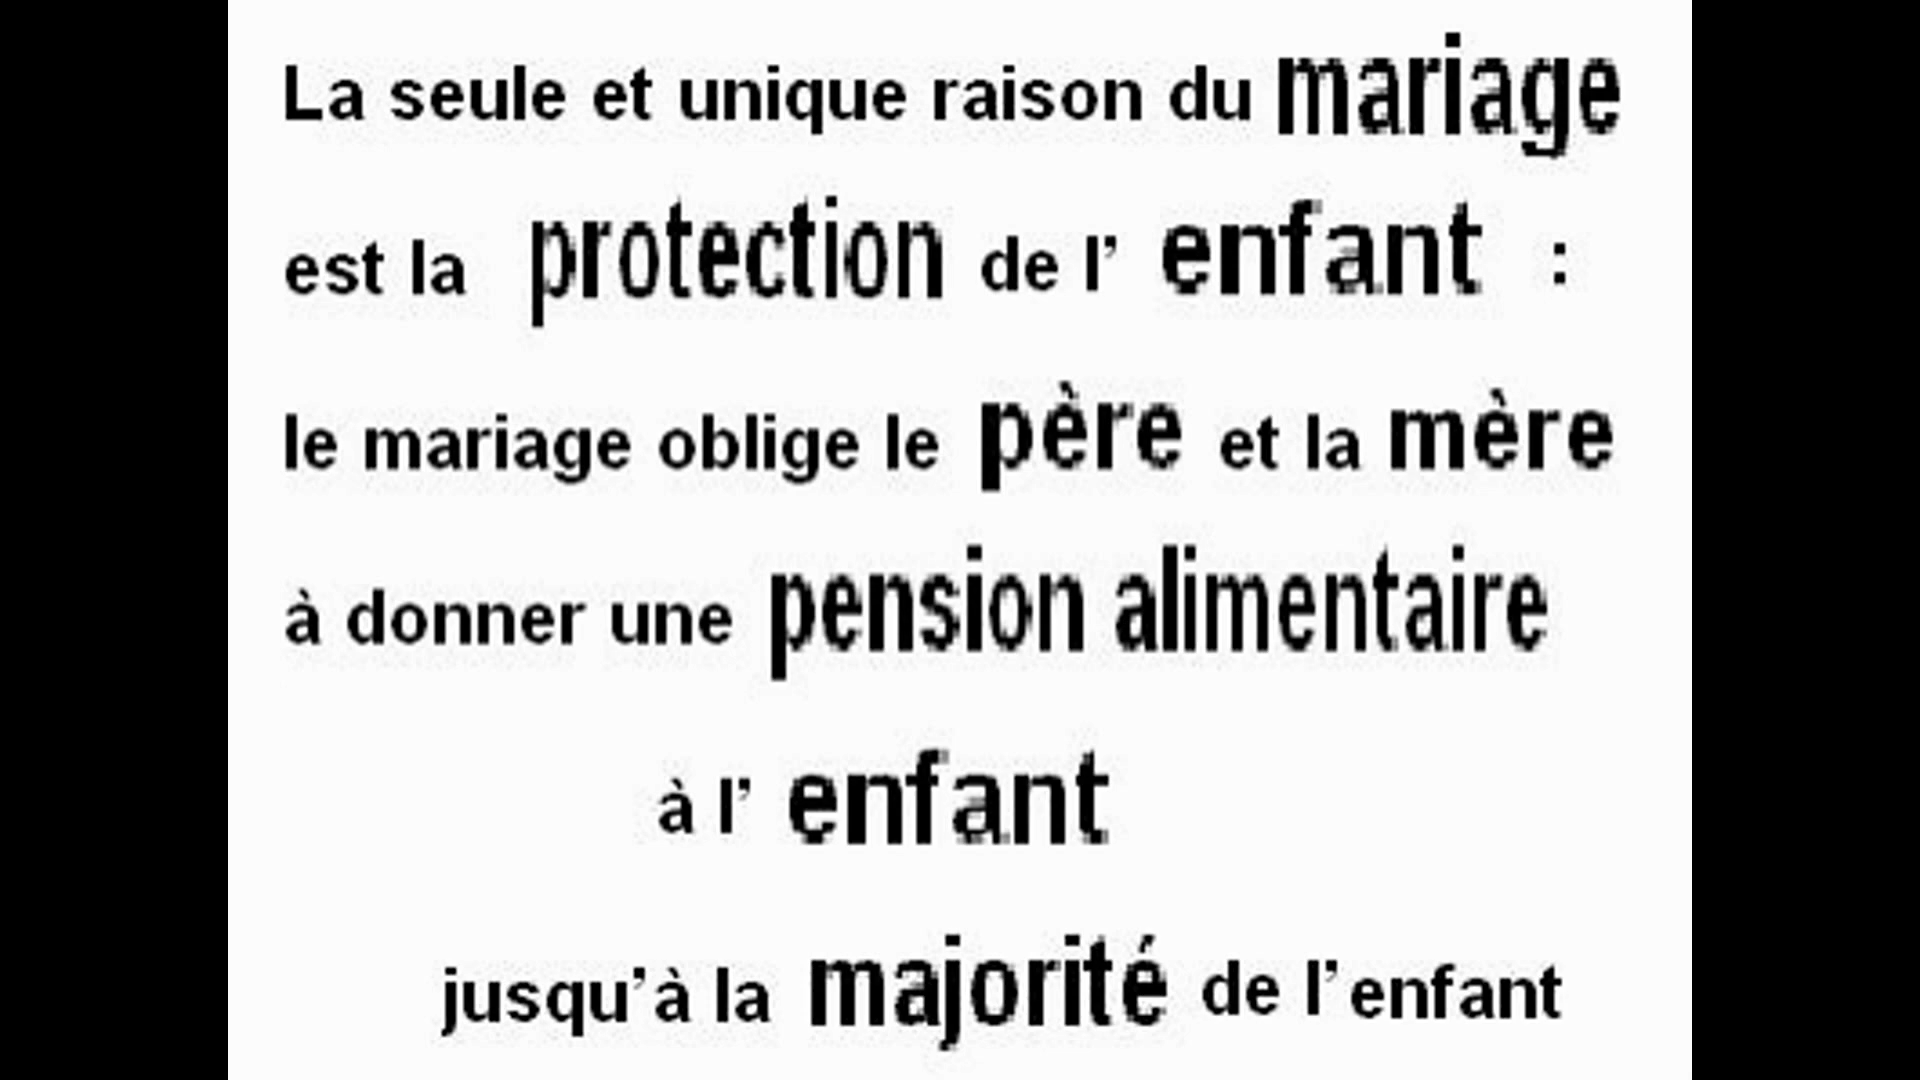 La seule et unique raison du mariage
est la protection de l’ enfant :
le mariage oblige le père et la mère
à donner une pension alimentaire
à l’ enfant
jusqu’à la majorité de l’enfant